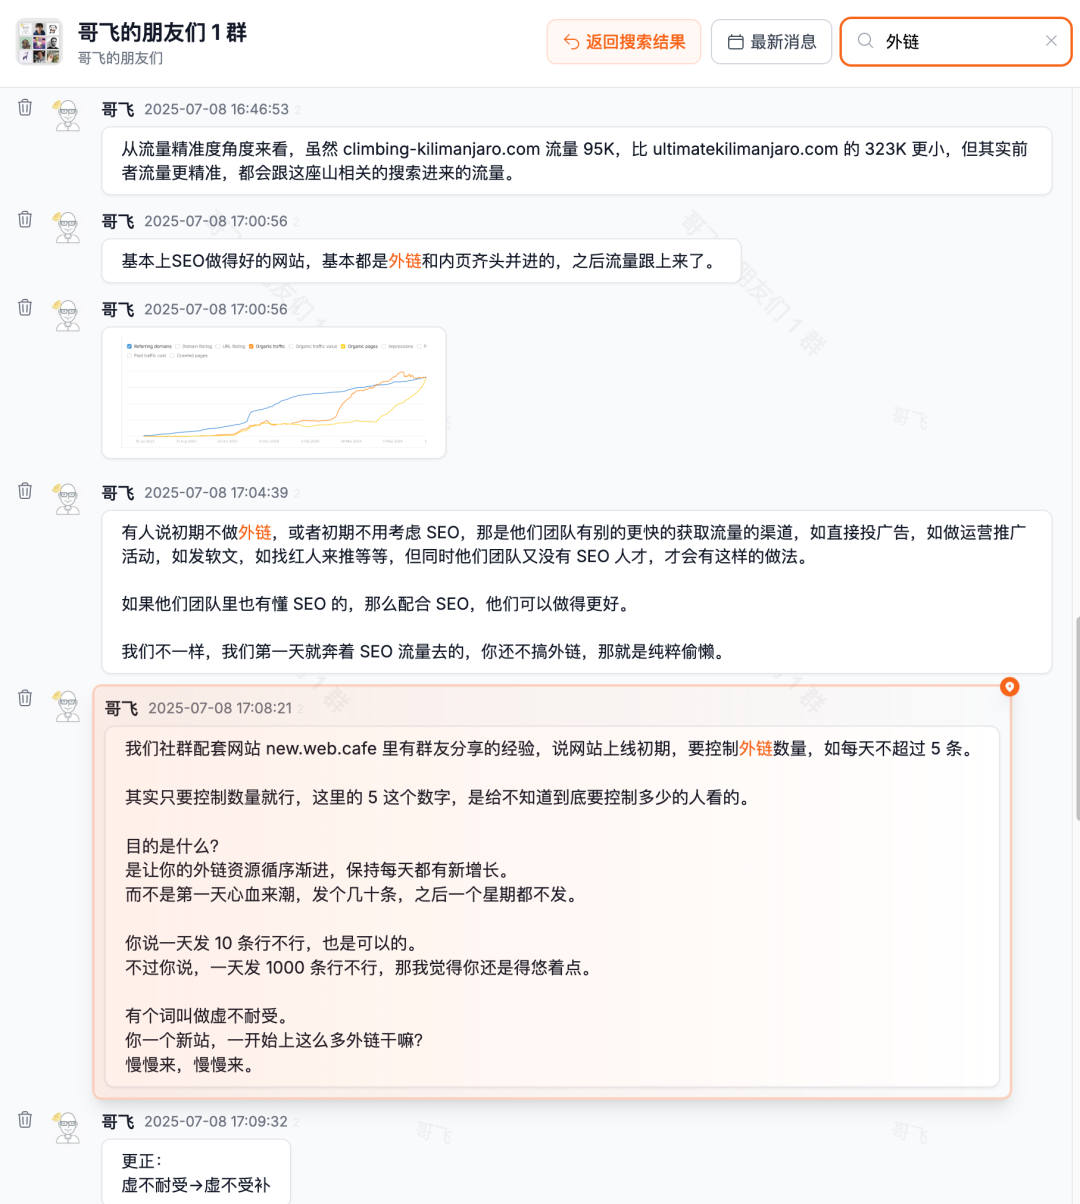 哥飞的朋友们 1 群
哥飞的朋友们
返回搜索结果
最新消息
外链
哥飞 2025-07-08 16:46:53
从流量精准度角度来看，虽然 climbing-kilimanjaro.com 流量 95K，比 ultimatekilimanjaro.com 的 323K 更小，但其实前
者流量更精准，都会跟这座山相关的搜索进来的流量。
哥飞 2025-07-08 17:00:56
基本上SEO做得好的网站，基本都是外链和内页齐头并进的，之后流量跟上来了。
哥飞 2025-07-08 17:00:56
Referring domains Domain Rating URL Rating Organic traffic Organic traffic value Organic pages Impressions P
Paid traffic cost Crawled pages
哥飞 2025-07-08 17:04:39
有人说初期不做外链，或者初期不用考虑 SEO，那是他们团队有别的更快的获取流量的渠道，如直接投广告，如做运营推广
活动，如发软文，如找红人来推等等，但同时他们团队又没有 SEO 人才，才会有这样的做法。
如果他们团队里也有懂 SEO 的，那么配合 SEO，他们可以做得更好。
我们不一样，我们第一天就奔着 SEO 流量去的，你还不搞外链，那就是纯粹偷懒。
哥飞 2025-07-08 17:08:21
我们社群配套网站 new.web.cafe 里有群友分享的经验，说网站上线初期，要控制外链数量，如每天不超过 5 条。
其实只要控制数量就行，这里的 5 这个数字，是给不知道到底要控制多少的人看的。
目的是什么？
是让你的外链资源循序渐进，保持每天都有新增长。
而不是第一天心血来潮，发个几十条，之后一个星期都不发。
你说一天发 10 条行不行，也是可以的。
不过你说，一天发 1000 条行不行，那我觉得你还是得悠着点。
有个词叫做虚不耐受。
你一个新站，一开始上这么多外链干嘛？
慢慢来，慢慢来。
哥飞 2025-07-08 17:09:32
更正：
虚不耐受→虚不受补